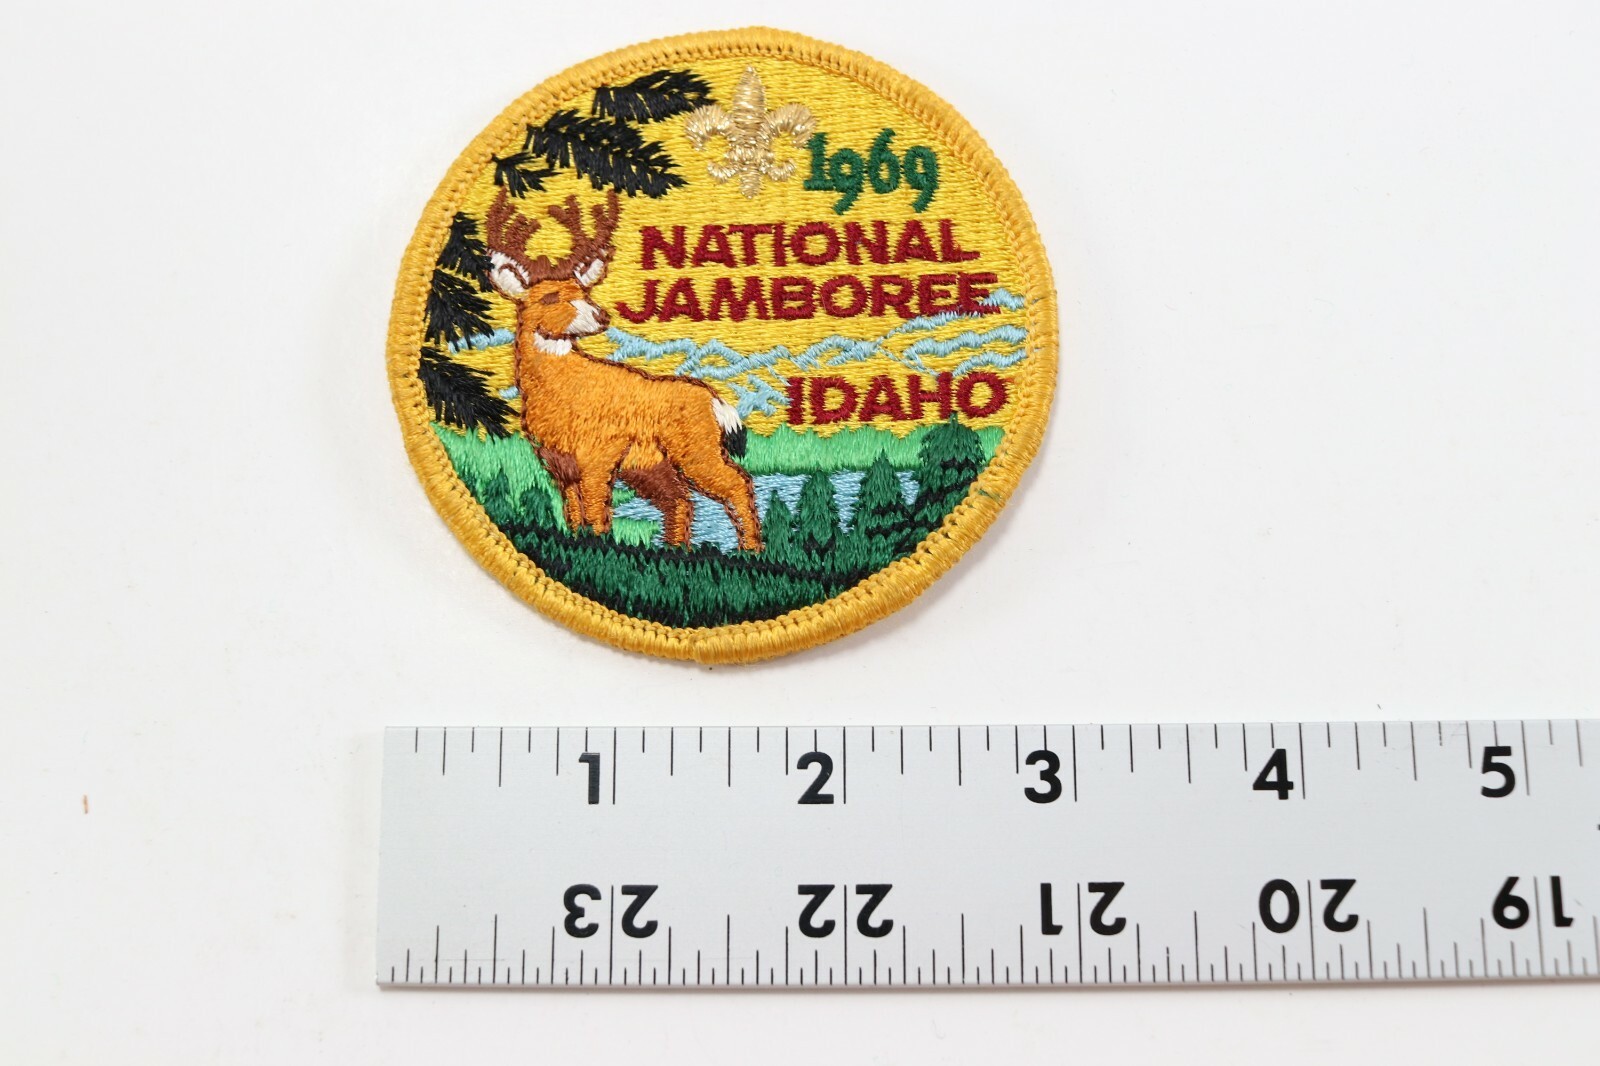 1969
NATIONAL
JAMBOREE
IDAHO
1 2 3 4 5
23 22 21 20 19